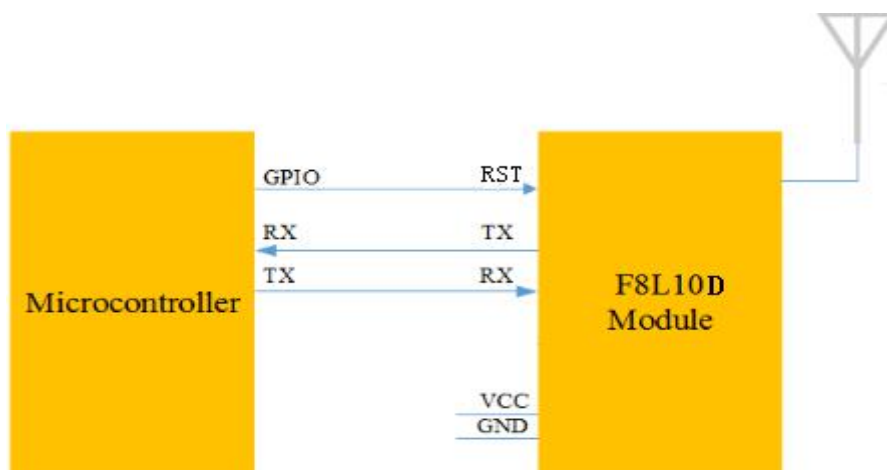 GPIO RST
RX TX
TX RX
Microcontroller
F8L10D
Module
VCC
GND